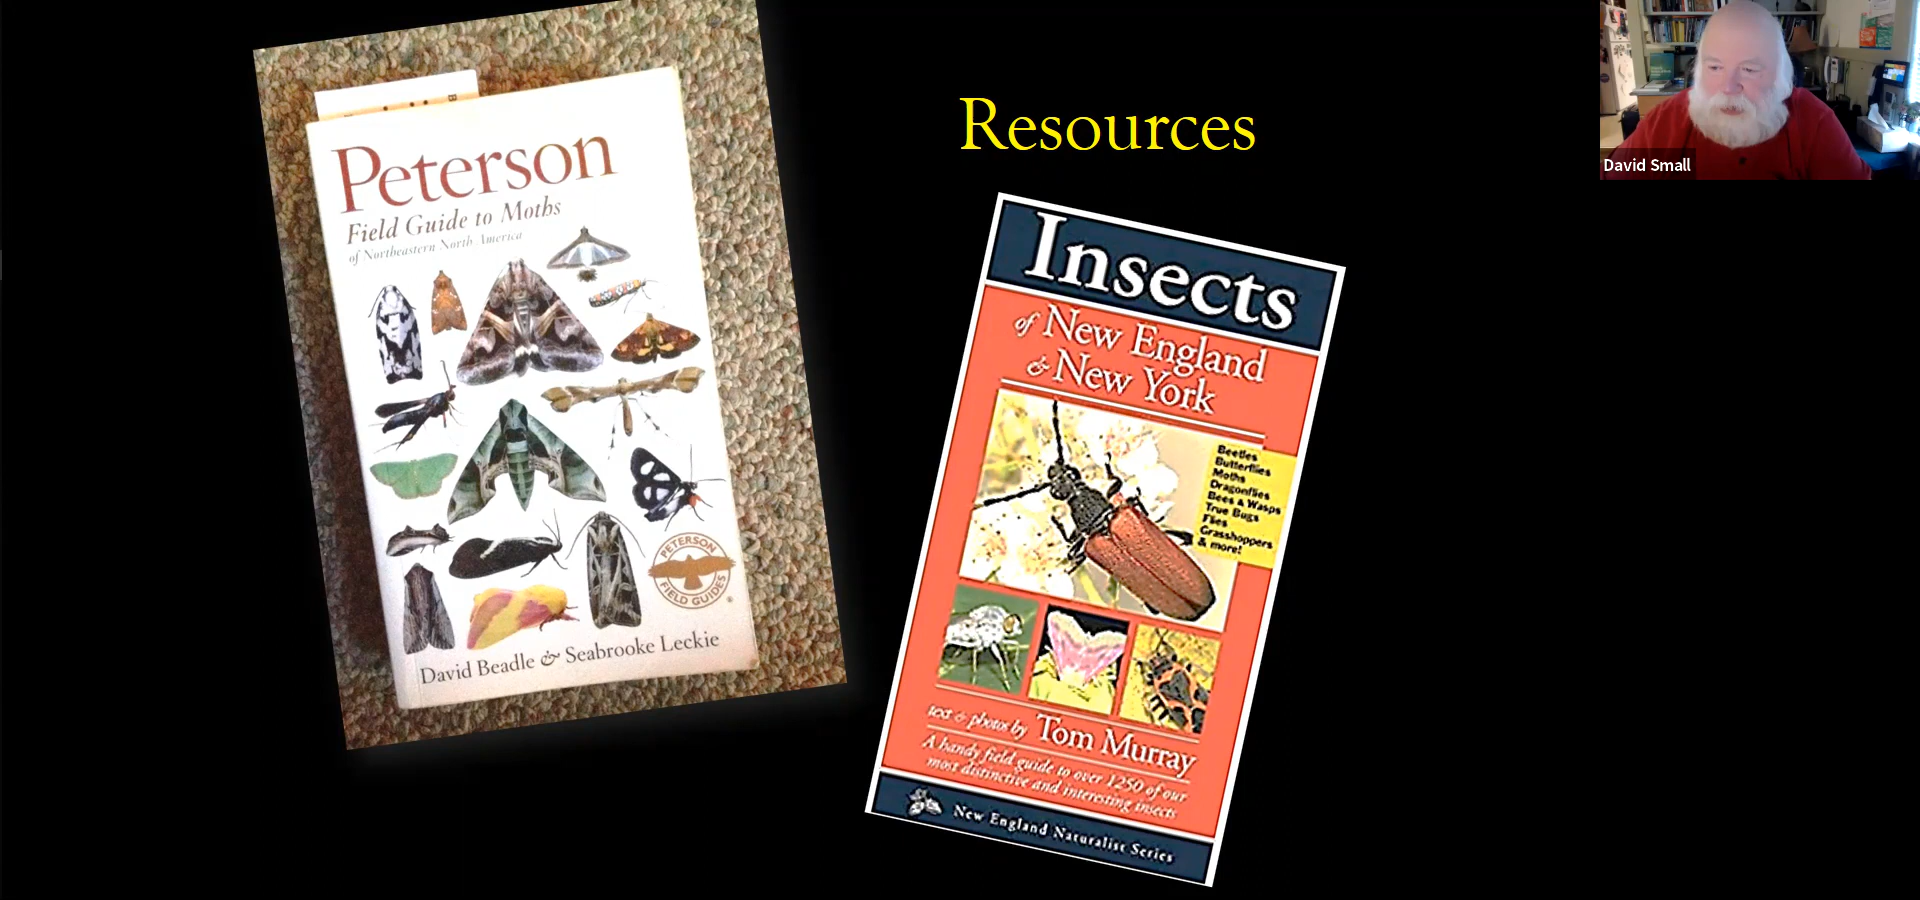 Peterson
Field Guide to Moths
of Northeastern North America
PETERSON
FIELD GUIDES
®
David Beadle & Seabrooke Leckie
Resources
Insects
of New England
& New York
Beetles
Butterflies
Moths
Dragonflies
Bees & Wasps
True Bugs
Flies
Grasshoppers
& more!
text & photos by Tom Murray
A handy field guide to over 1250 of our
most distinctive and interesting insects
New England Naturalist Series
David Small